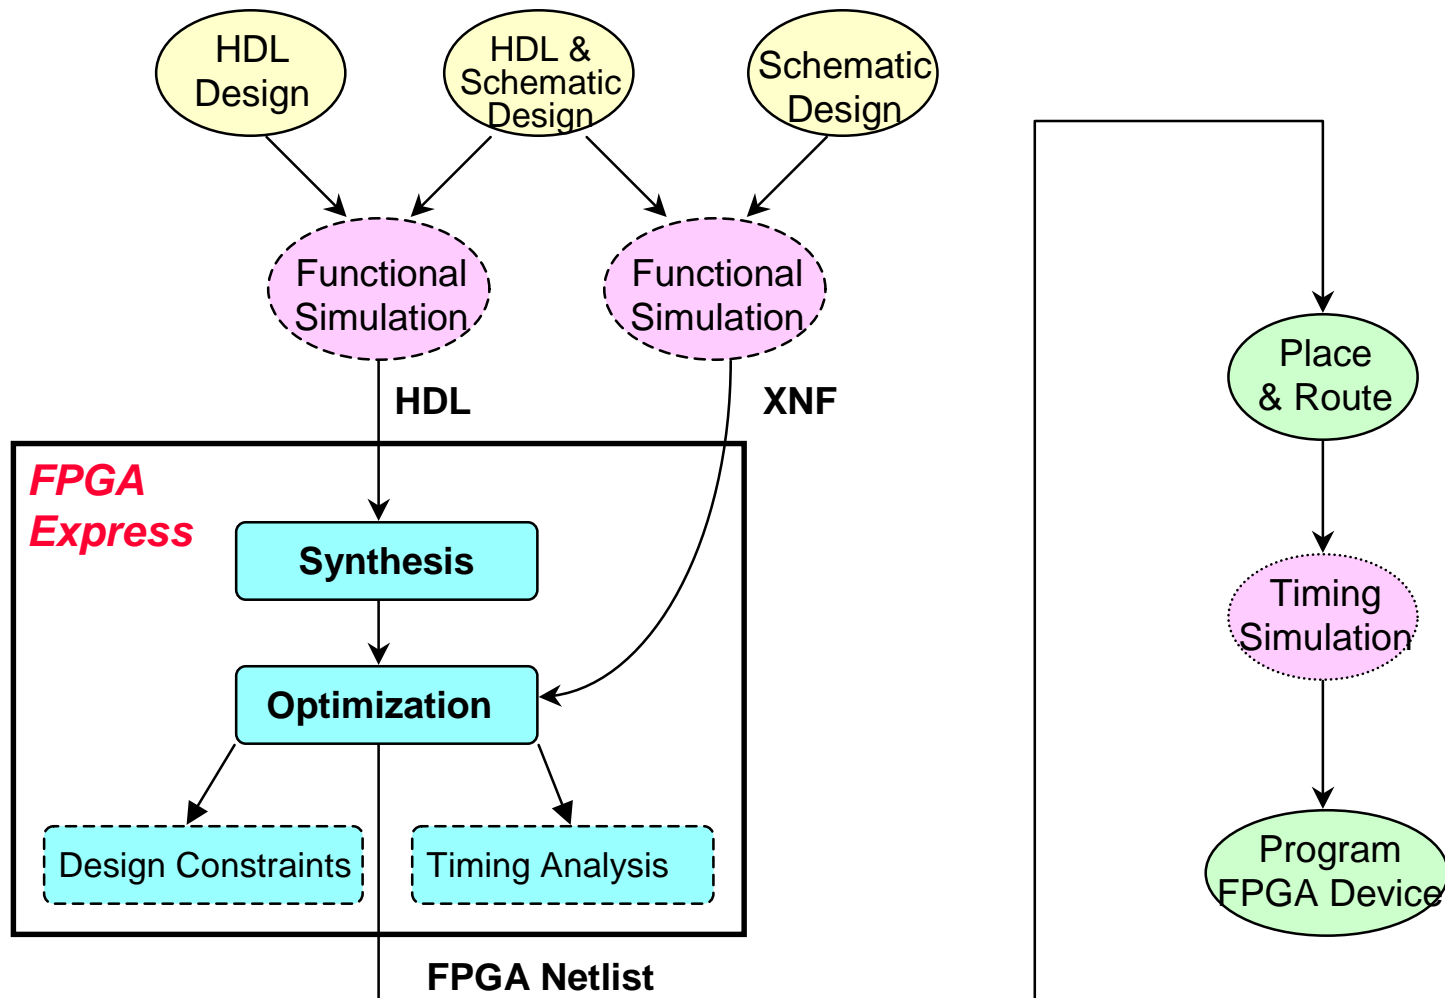 HDL
Design
HDL &
Schematic
Design
Schematic
Design
Functional
Simulation
Functional
Simulation
HDL
XNF
FPGA
Express
Synthesis
Optimization
Design Constraints
Timing Analysis
FPGA Netlist
Place
& Route
Timing
Simulation
Program
FPGA Device